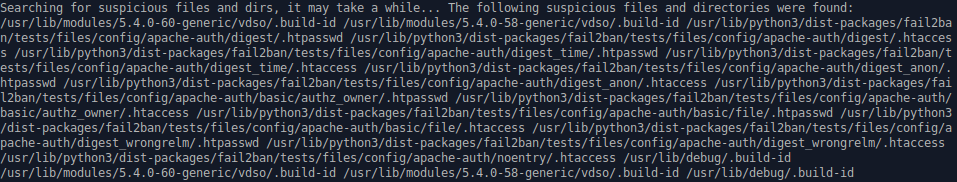 Searching for suspicious files and dirs, it may take a while... The following suspicious files and directories were found:
/usr/lib/modules/5.4.0-60-generic/vdso/.build-id /usr/lib/modules/5.4.0-58-generic/vdso/.build-id /usr/lib/python3/dist-packages/fail2ba
n/tests/files/config/apache-auth/digest/.htpasswd /usr/lib/python3/dist-packages/fail2ban/tests/files/config/apache-auth/digest/.htacces
s /usr/lib/python3/dist-packages/fail2ban/tests/files/config/apache-auth/digest_time/.htpasswd /usr/lib/python3/dist-packages/fail2ban/t
ests/files/config/apache-auth/digest_time/.htaccess /usr/lib/python3/dist-packages/fail2ban/tests/files/config/apache-auth/digest_anon/.
htpasswd /usr/lib/python3/dist-packages/fail2ban/tests/files/config/apache-auth/digest_anon/.htaccess /usr/lib/python3/dist-packages/fai
l2ban/tests/files/config/apache-auth/basic/authz_owner/.htpasswd /usr/lib/python3/dist-packages/fail2ban/tests/files/config/apache-auth/
basic/authz_owner/.htaccess /usr/lib/python3/dist-packages/fail2ban/tests/files/config/apache-auth/basic/file/.htpasswd /usr/lib/python3
/dist-packages/fail2ban/tests/files/config/apache-auth/basic/file/.htaccess /usr/lib/python3/dist-packages/fail2ban/tests/files/config/a
pache-auth/digest_wrongrelm/.htpasswd /usr/lib/python3/dist-packages/fail2ban/tests/files/config/apache-auth/digest_wrongrelm/.htaccess
/usr/lib/python3/dist-packages/fail2ban/tests/files/config/apache-auth/noentry/.htaccess /usr/lib/debug/.build-id
/usr/lib/modules/5.4.0-60-generic/vdso/.build-id /usr/lib/modules/5.4.0-58-generic/vdso/.build-id /usr/lib/debug/.build-id